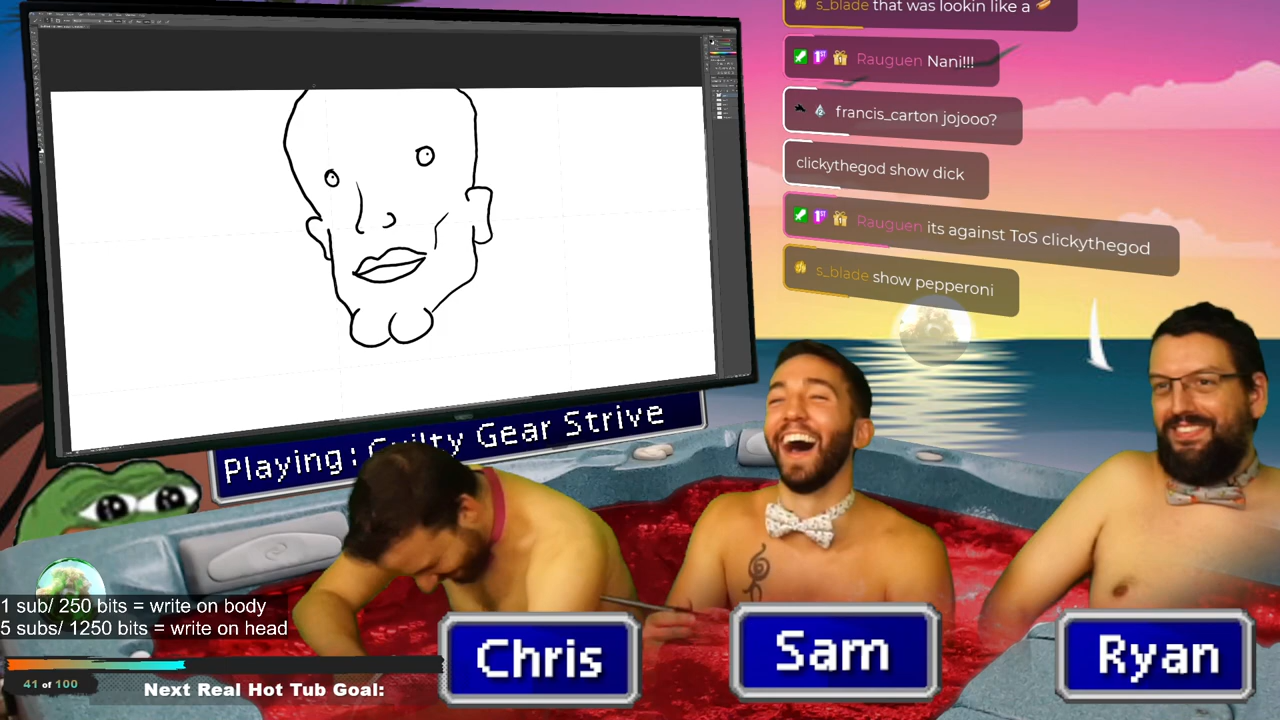 s_blade that was lookin like a
Rauguen Nani!!!
francis_carton jojooo?
clickythegod show dick
Rauguen its against ToS clickythegod
s_blade show pepperoni
Playing: Guilty Gear Strive
1 sub/ 250 bits = write on body
5 subs/ 1250 bits = write on head
41 of 100
Next Real Hot Tub Goal:
Chris
Sam
Ryan